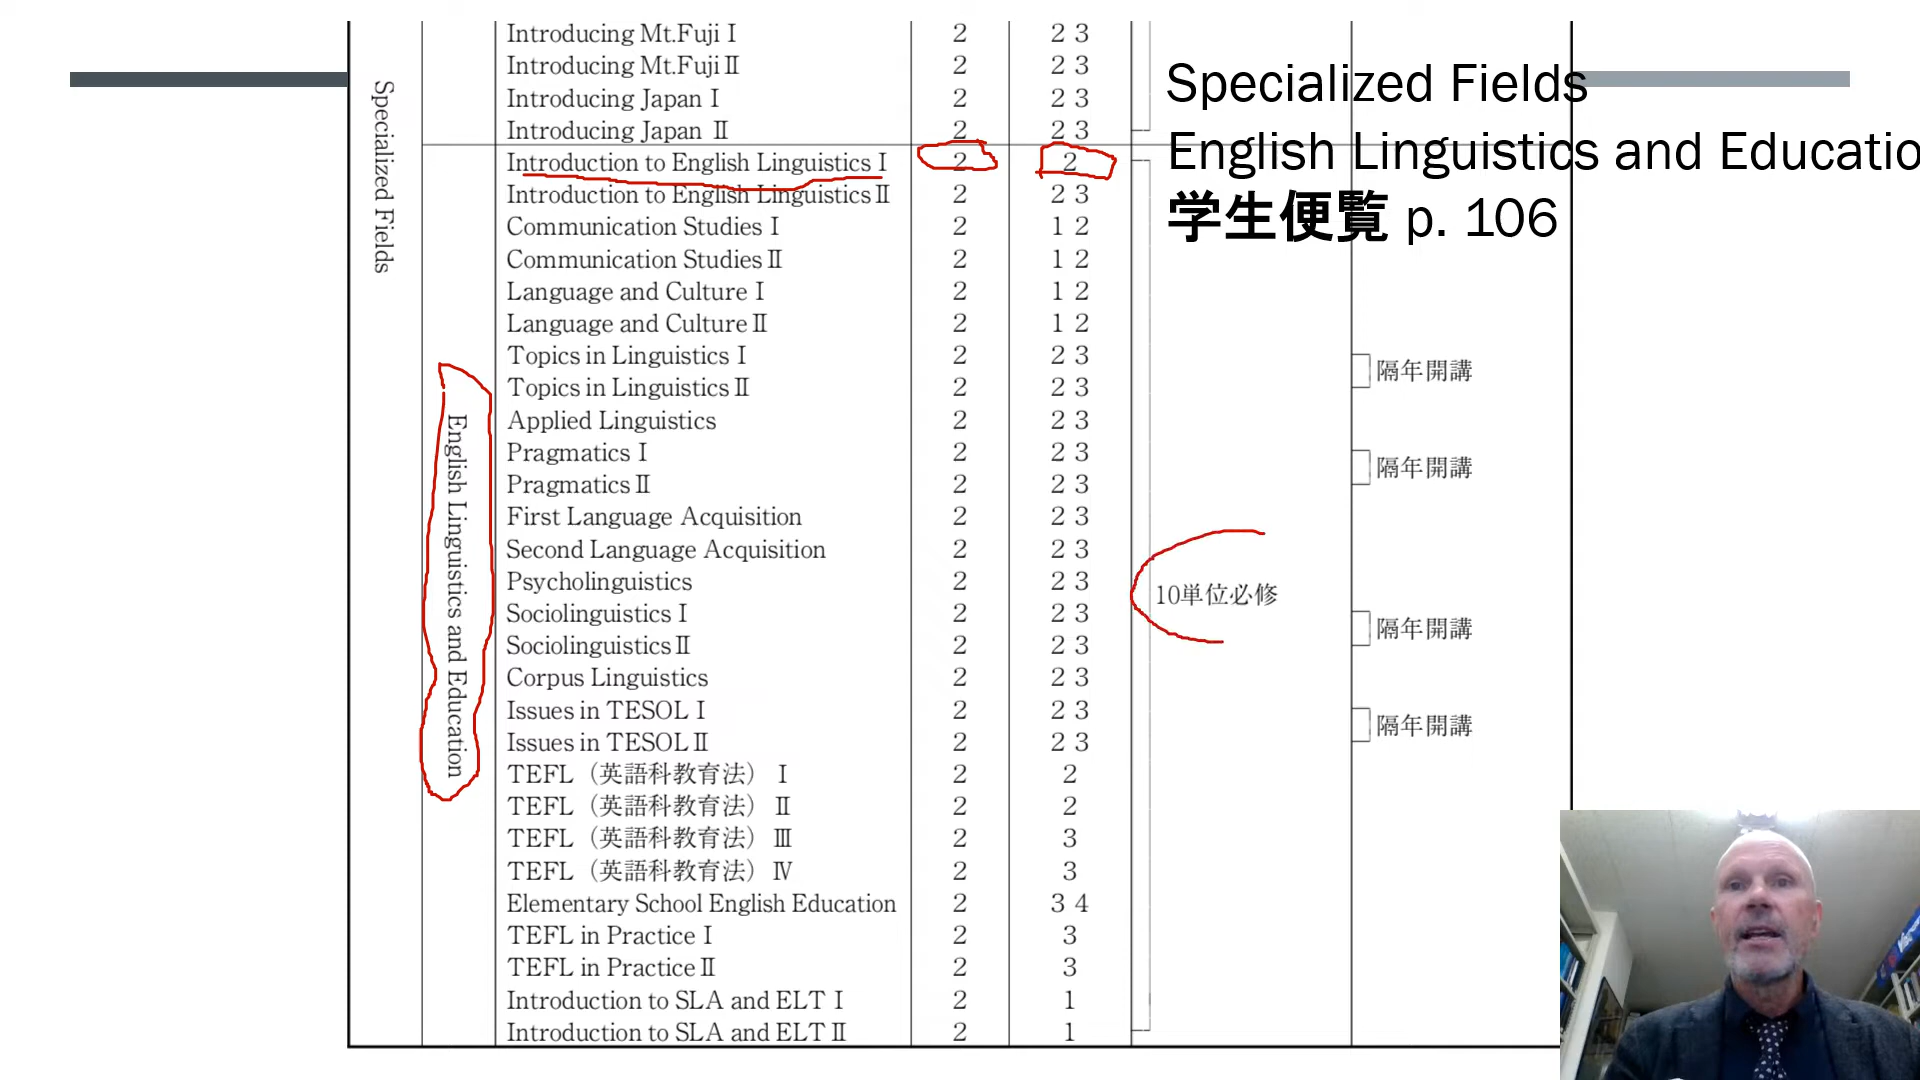 Specialized Fields
English Linguistics and Educatio
学生便覧 p. 106
Specialized Fields
Introducing Mt.Fuji Ⅰ 2 2 3
Introducing Mt.Fuji Ⅱ 2 2 3
Introducing Japan Ⅰ 2 2 3
Introducing Japan Ⅱ 2 2 3
English Linguistics and Education
Introduction to English Linguistics Ⅰ 2 2
Introduction to English Linguistics Ⅱ 2 2 3
Communication Studies Ⅰ 2 1 2
Communication Studies Ⅱ 2 1 2
Language and Culture Ⅰ 2 1 2
Language and Culture Ⅱ 2 1 2
Topics in Linguistics Ⅰ 2 2 3
隔年開講
Topics in Linguistics Ⅱ 2 2 3
Applied Linguistics 2 2 3
Pragmatics Ⅰ 2 2 3
隔年開講
Pragmatics Ⅱ 2 2 3
First Language Acquisition 2 2 3
Second Language Acquisition 2 2 3
Psycholinguistics 2 2 3
10単位必修
Sociolinguistics Ⅰ 2 2 3
隔年開講
Sociolinguistics Ⅱ 2 2 3
Corpus Linguistics 2 2 3
Issues in TESOL Ⅰ 2 2 3
隔年開講
Issues in TESOL Ⅱ 2 2 3
TEFL（英語科教育法）Ⅰ 2 2
TEFL（英語科教育法）Ⅱ 2 2
TEFL（英語科教育法）Ⅲ 2 3
TEFL（英語科教育法）Ⅳ 2 3
Elementary School English Education 2 3 4
TEFL in Practice Ⅰ 2 3
TEFL in Practice Ⅱ 2 3
Introduction to SLA and ELT Ⅰ 2 1
Introduction to SLA and ELT Ⅱ 2 1